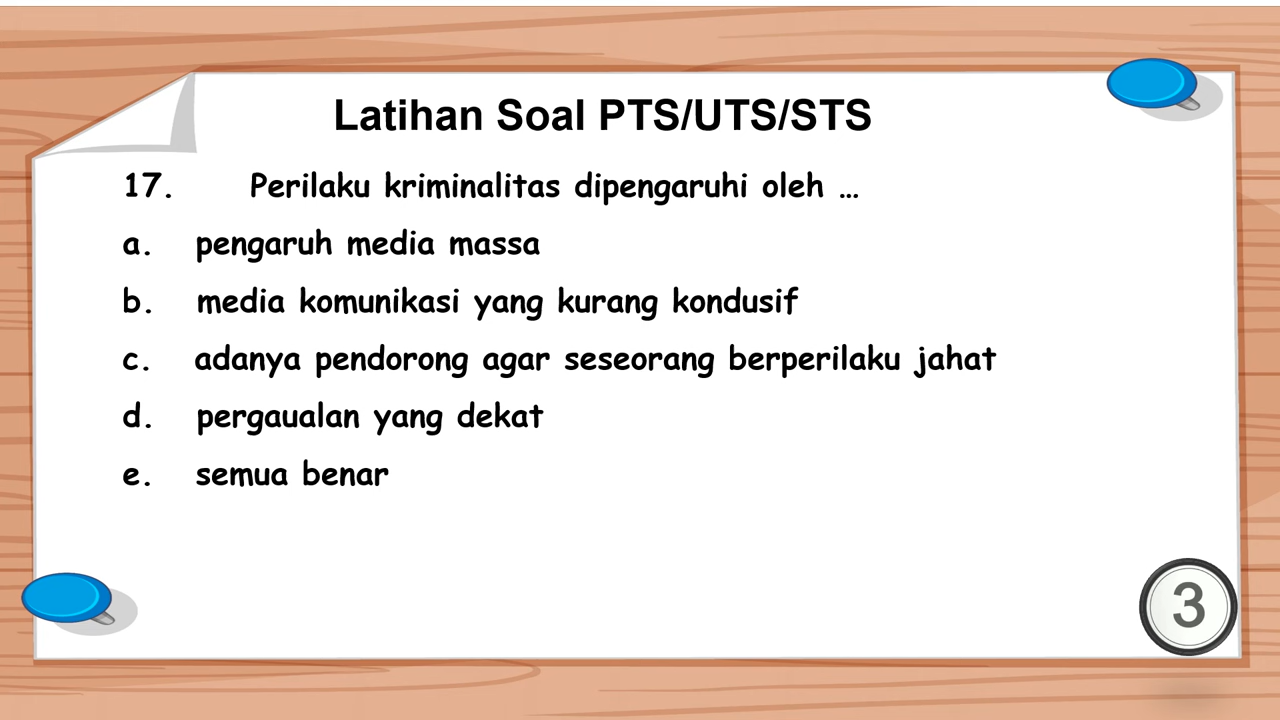 Latihan Soal PTS/UTS/STS
17. Perilaku kriminalitas dipengaruhi oleh ...
a. pengaruh media massa
b. media komunikasi yang kurang kondusif
c. adanya pendorong agar seseorang berperilaku jahat
d. pergaualan yang dekat
e. semua benar
3